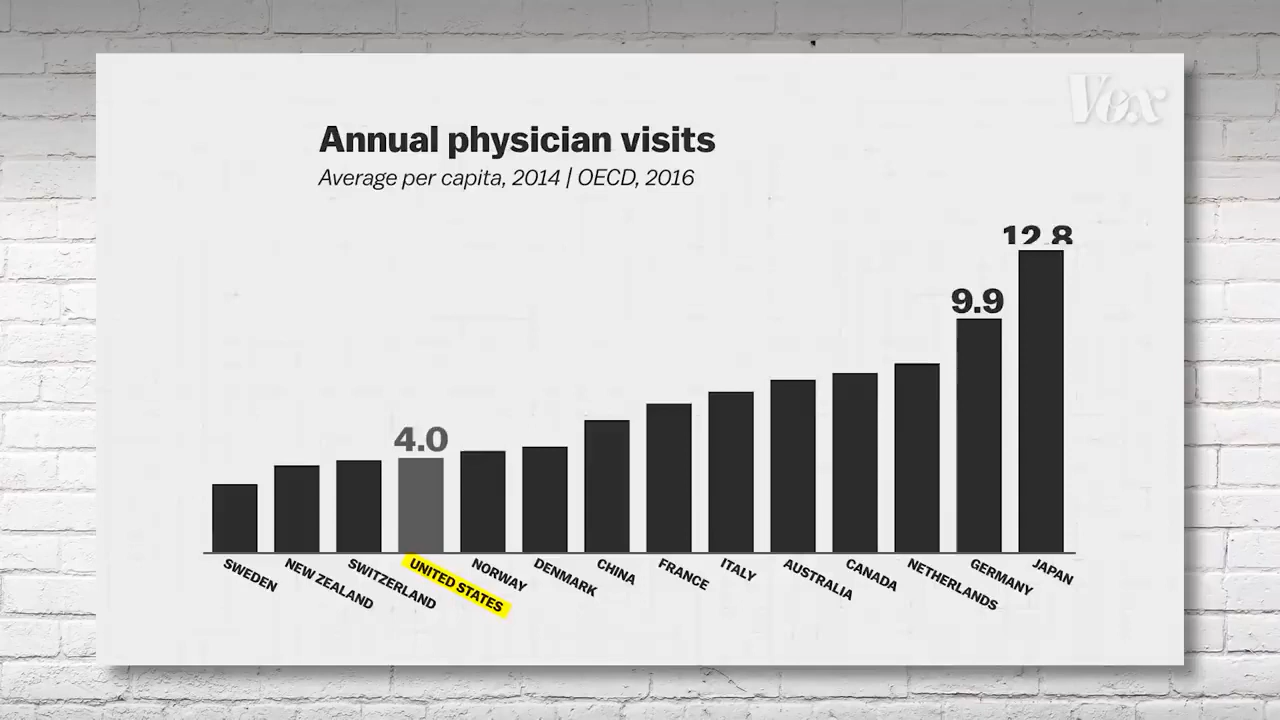 Vox
Annual physician visits
Average per capita, 2014 | OECD, 2016
12.8
9.9
4.0
SWEDEN
NEW ZEALAND
SWITZERLAND
UNITED STATES
NORWAY
DENMARK
CHINA
FRANCE
ITALY
AUSTRALIA
CANADA
NETHERLANDS
GERMANY
JAPAN